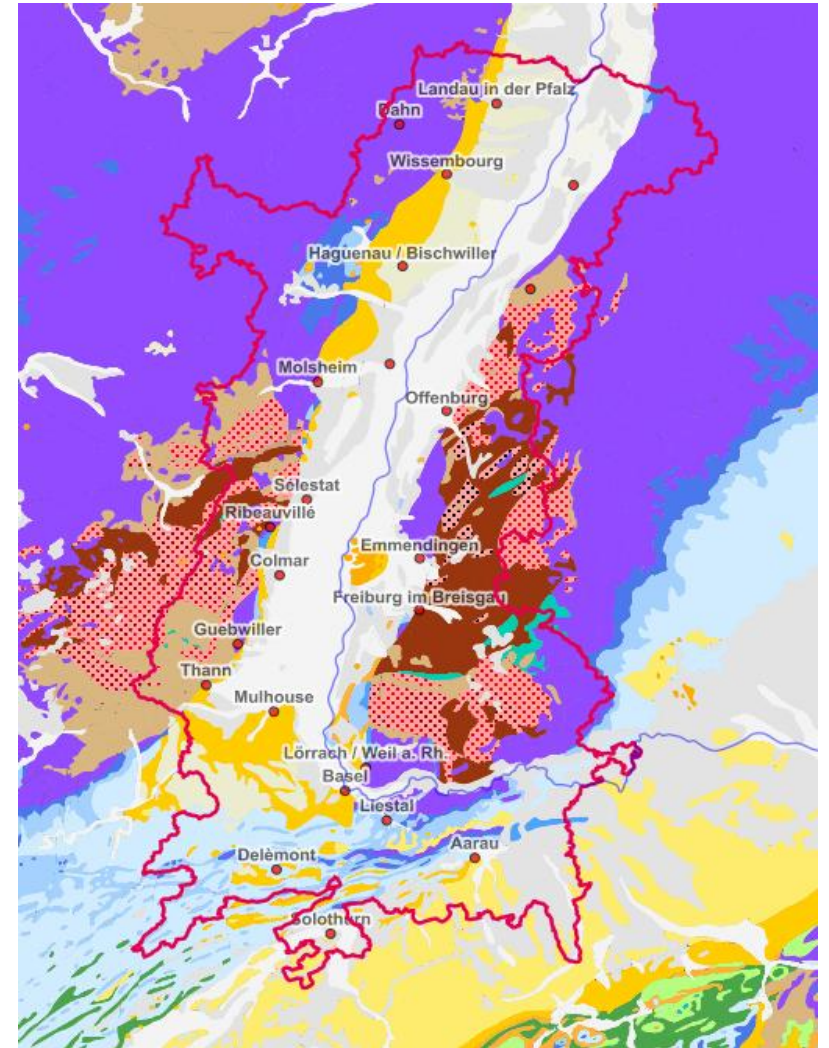 Landau in der Pfalz
Dahn
Wissembourg
Haguenau / Bischwiller
Molsheim
Offenburg
Sélestat
Ribeauvillé
Emmendingen
Colmar
Freiburg im Breisgau
Guebwiller
Thann
Mulhouse
Lörrach / Weil a. Rh.
Basel
Liestal
Aarau
Delèmont
Solothurn